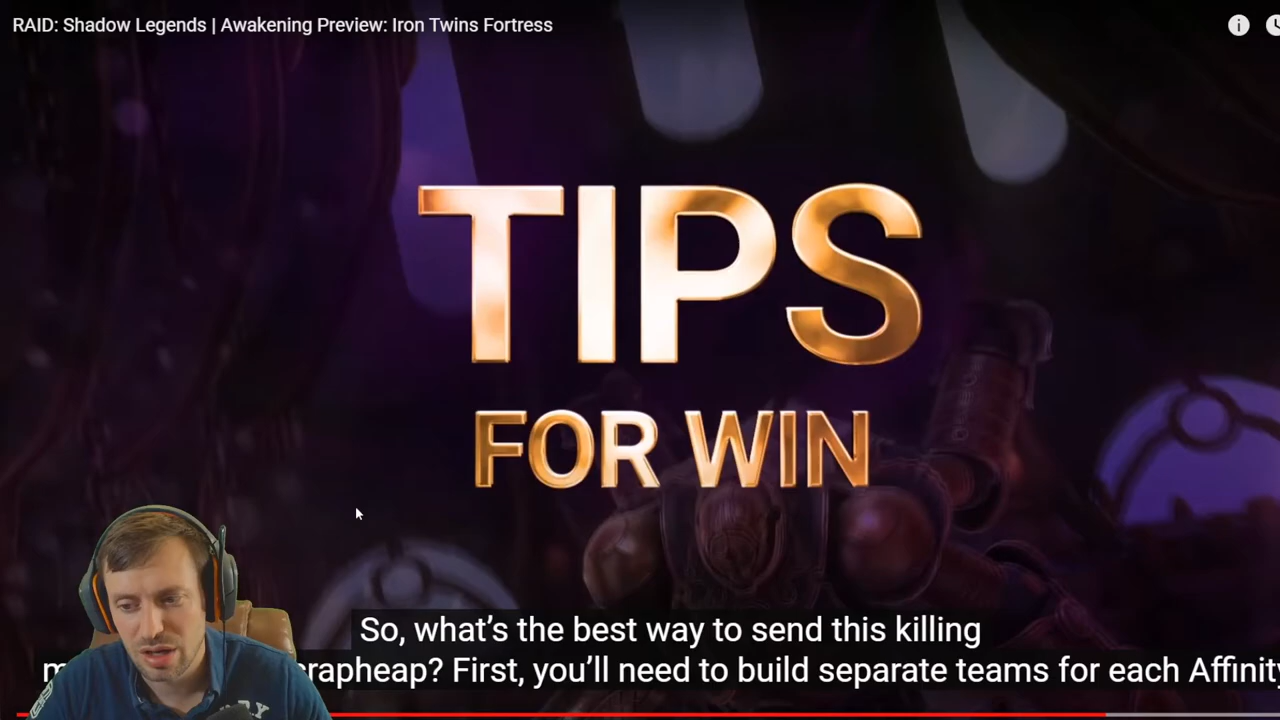 RAID: Shadow Legends | Awakening Preview: Iron Twins Fortress
TIPS
FOR WIN
So, what's the best way to send this killing
rapheap? First, you'll need to build separate teams for each Affinity